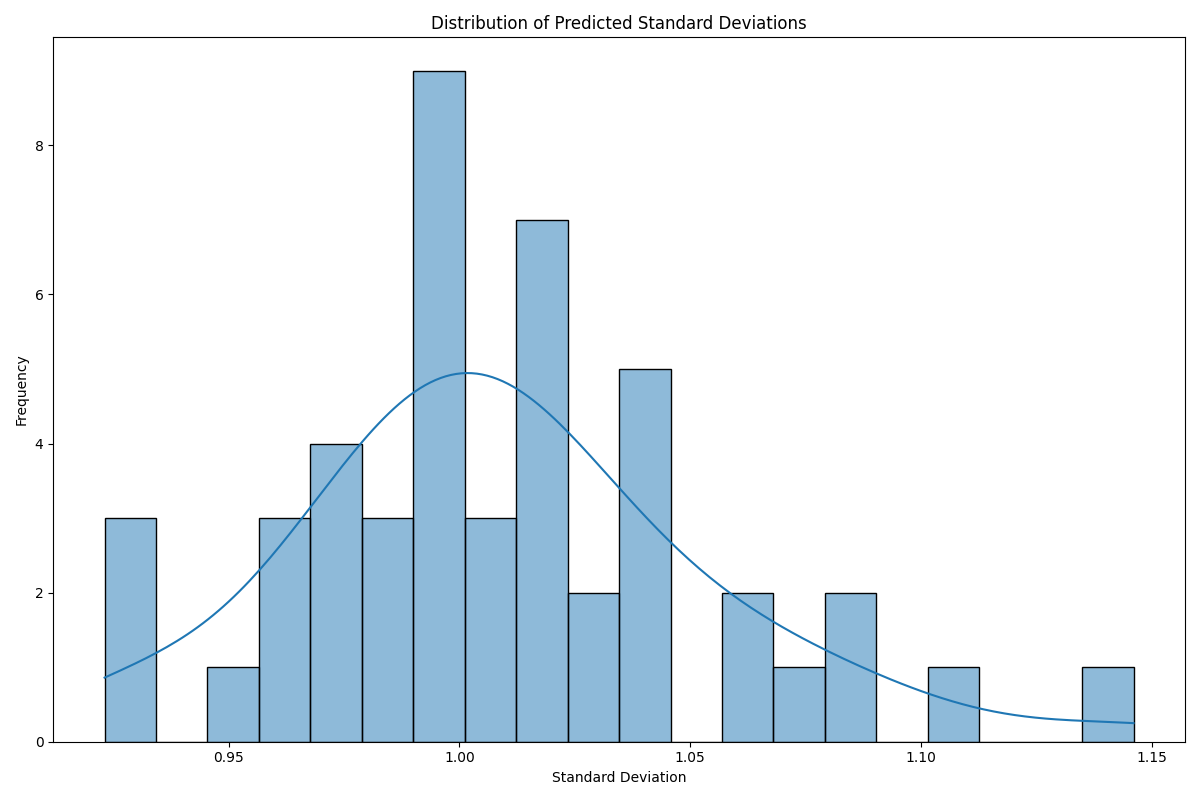 Distribution of Predicted Standard Deviations
Frequency
8
6
4
2
0
0.95 1.00 1.05 1.10 1.15
Standard Deviation